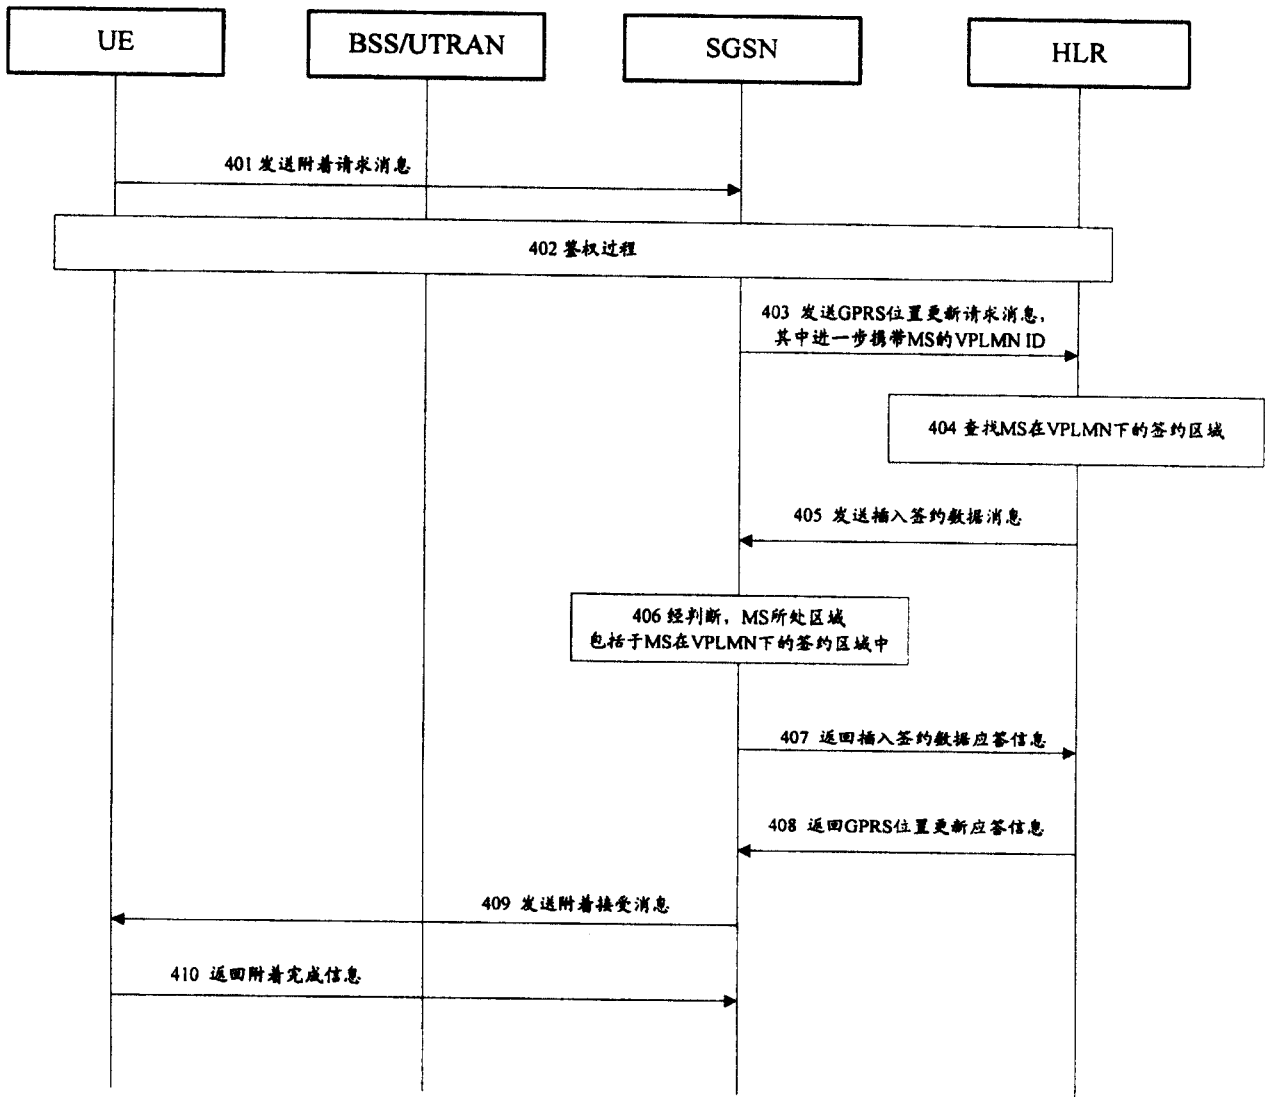 UE
BSS/UTRAN
SGSN
HLR
401 发送附着请求消息
402 鉴权过程
403 发送GPRS位置更新请求消息，
其中进一步携带MS的VPLMN ID
404 查找MS在VPLMN下的签约区域
405 发送插入签约数据消息
406 经判断，MS所处区域
包括于MS在VPLMN下的签约区域中
407 返回插入签约数据应答信息
408 返回GPRS位置更新应答信息
409 发送附着接受消息
410 返回附着完成信息